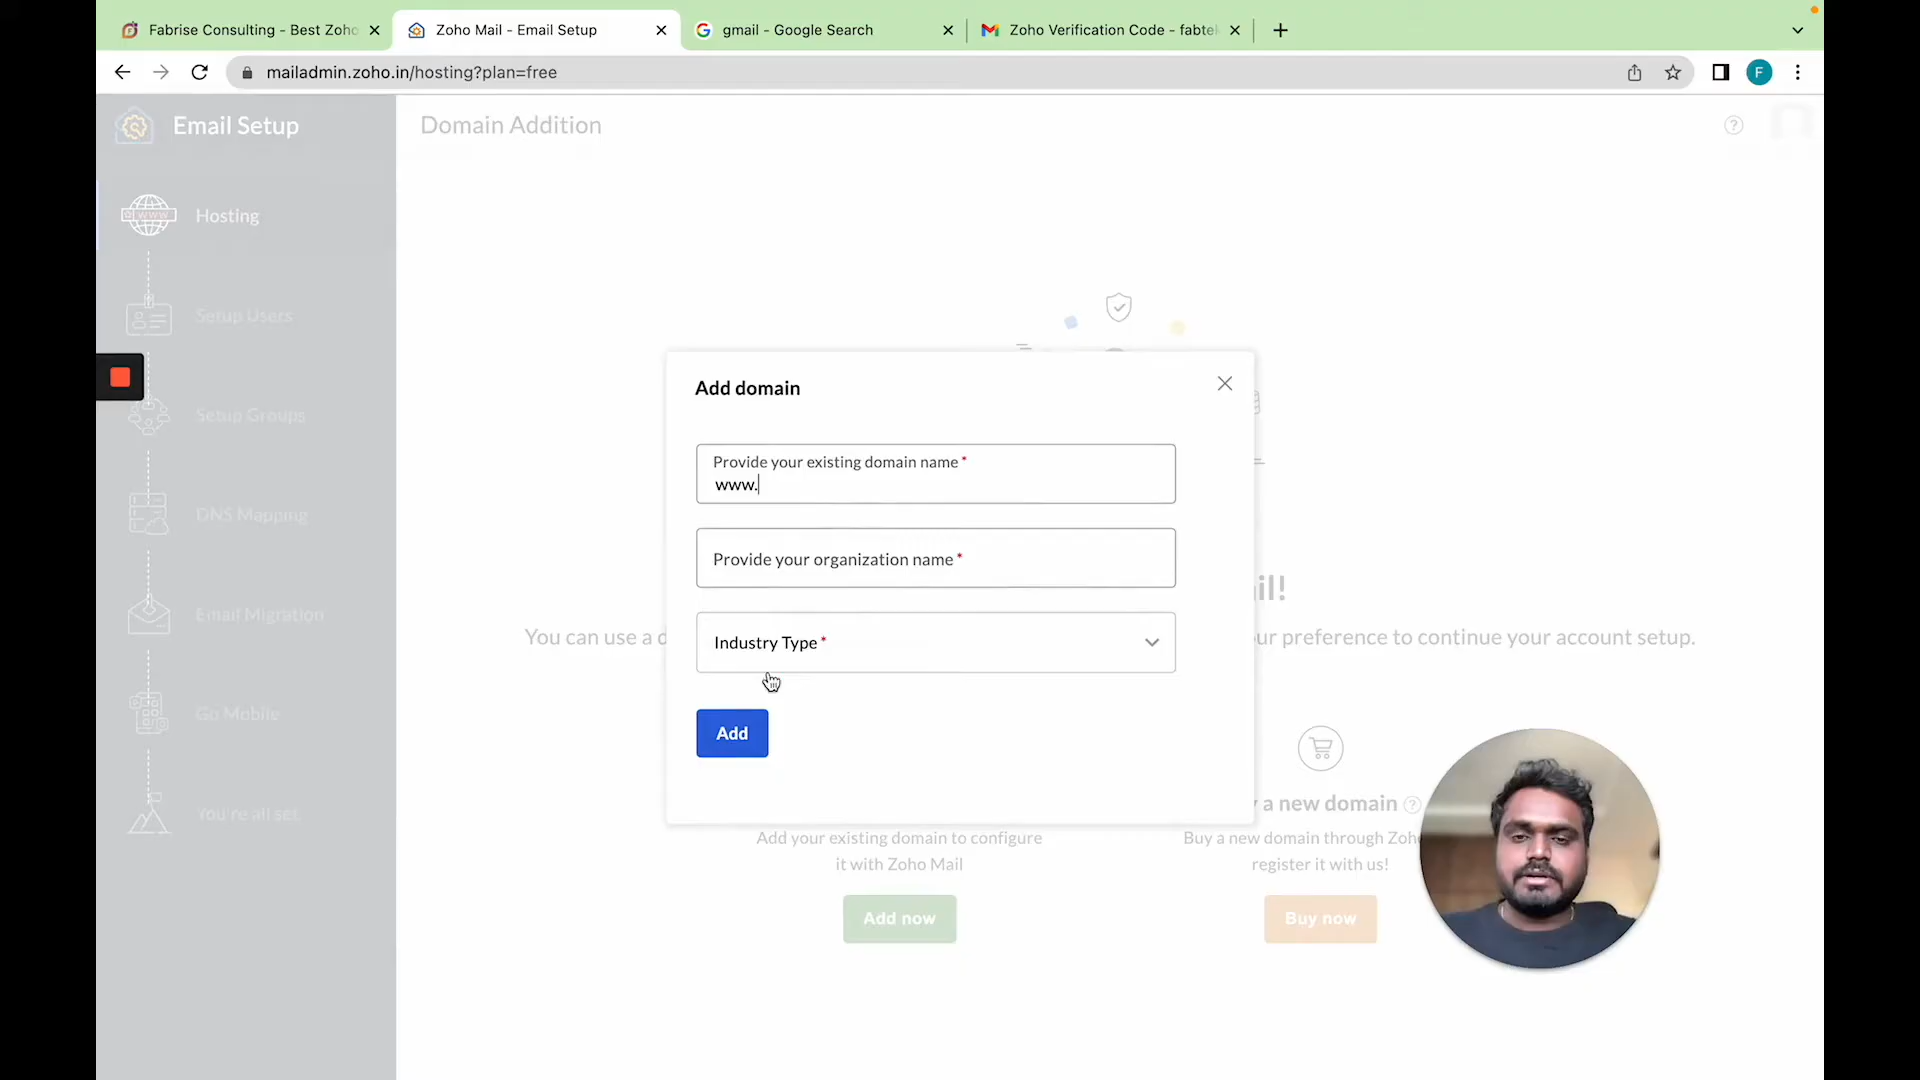 Fabrise Consulting - Best Zoho
Zoho Mail - Email Setup
gmail - Google Search
Zoho Verification Code - fabtek
mailadmin.zoho.in/hosting?plan=free
F
Email Setup
Domain Addition
?
www
Hosting
Setup Users
Setup Groups
DNS Mapping
Email Migration
Go Mobile
You're all set
Add domain
Provide your existing domain name *
www.
Provide your organization name *
Industry Type *
Add
il!
You can use a d
ur preference to continue your account setup.
a new domain ?
Add your existing domain to configure
it with Zoho Mail
Buy a new domain through Zoh
register it with us!
Add now
Buy now